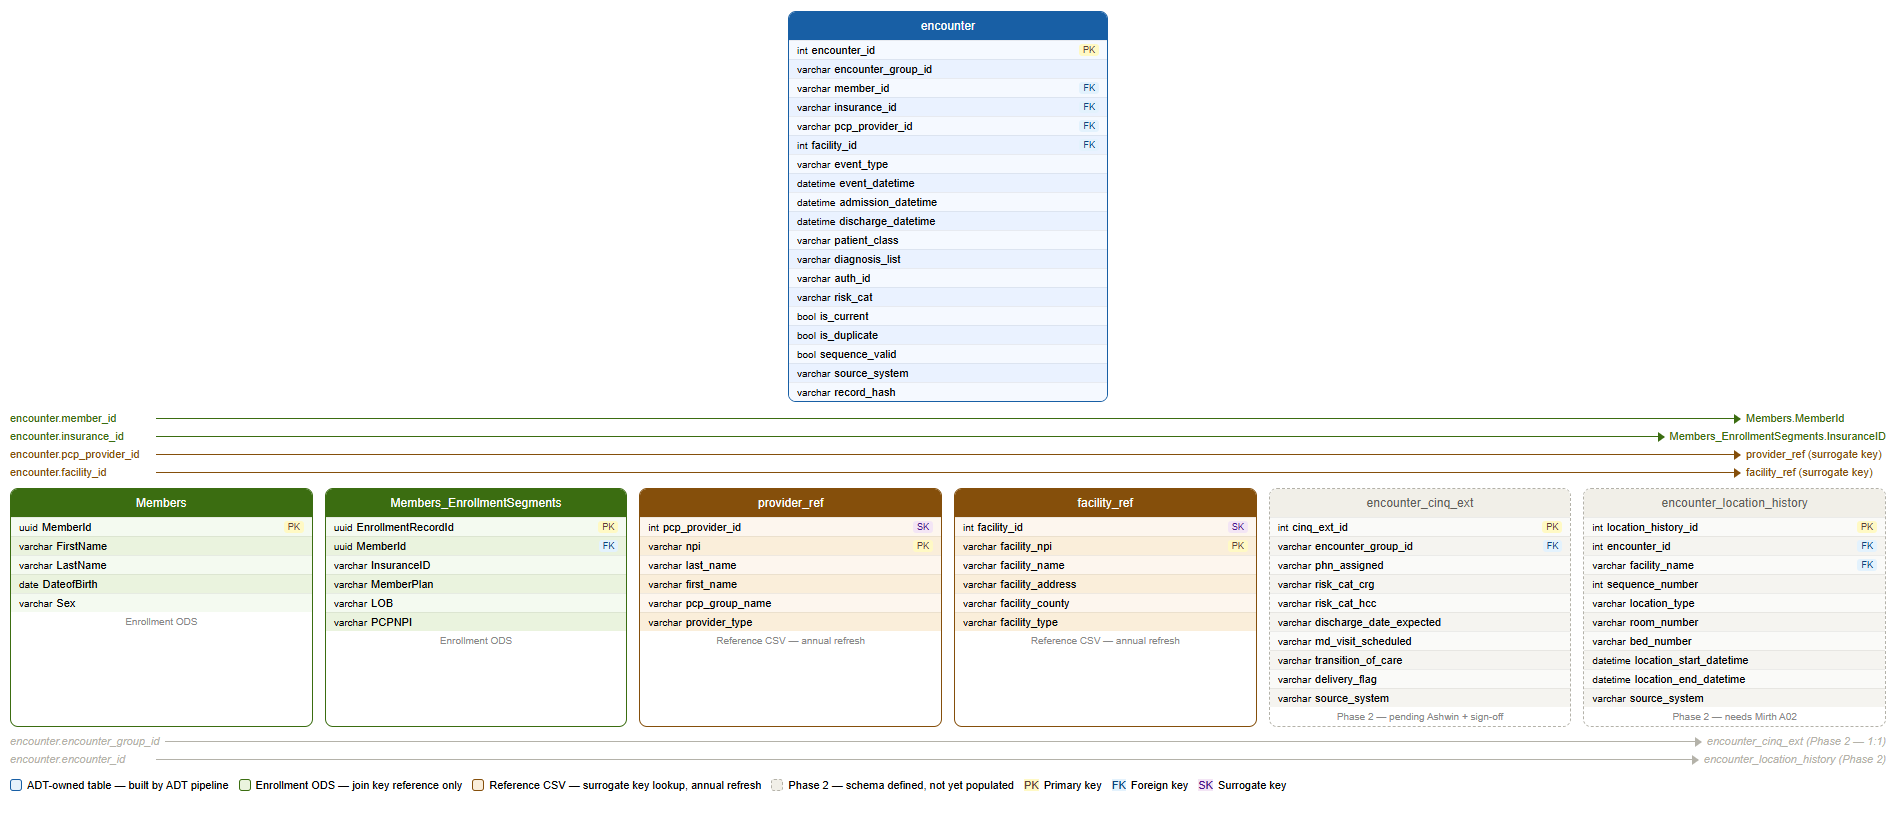 encounter
int encounter_id PK
varchar encounter_group_id
varchar member_id FK
varchar insurance_id FK
varchar pcp_provider_id FK
int facility_id FK
varchar event_type
datetime event_datetime
datetime admission_datetime
datetime discharge_datetime
varchar patient_class
varchar diagnosis_list
varchar auth_id
varchar risk_cat
bool is_current
bool is_duplicate
bool sequence_valid
varchar source_system
varchar record_hash
encounter.member_id Members.MemberId
encounter.insurance_id Members_EnrollmentSegments.InsuranceID
encounter.pcp_provider_id provider_ref (surrogate key)
encounter.facility_id facility_ref (surrogate key)
Members
uuid MemberId PK
varchar FirstName
varchar LastName
date DateofBirth
varchar Sex
Enrollment ODS
Members_EnrollmentSegments
uuid EnrollmentRecordId PK
uuid MemberId FK
varchar InsuranceID
varchar MemberPlan
varchar LOB
varchar PCPNPI
Enrollment ODS
provider_ref
int pcp_provider_id SK
varchar npi PK
varchar last_name
varchar first_name
varchar pcp_group_name
varchar provider_type
Reference CSV — annual refresh
facility_ref
int facility_id SK
varchar facility_npi PK
varchar facility_name
varchar facility_address
varchar facility_county
varchar facility_type
Reference CSV — annual refresh
encounter_cinq_ext
int cinq_ext_id PK
varchar encounter_group_id FK
varchar phn_assigned
varchar risk_cat_crg
varchar risk_cat_hcc
varchar discharge_date_expected
varchar md_visit_scheduled
varchar transition_of_care
varchar delivery_flag
varchar source_system
Phase 2 — pending Ashwin + sign-off
encounter_location_history
int location_history_id PK
int encounter_id FK
varchar facility_name FK
int sequence_number
varchar location_type
varchar room_number
varchar bed_number
datetime location_start_datetime
datetime location_end_datetime
varchar source_system
Phase 2 — needs Mirth A02
encounter.encounter_group_id encounter_cinq_ext (Phase 2 — 1:1)
encounter.encounter_id encounter_location_history (Phase 2)
ADT-owned table — built by ADT pipeline Enrollment ODS — join key reference only Reference CSV — surrogate key lookup, annual refresh Phase 2 — schema defined, not yet populated PK Primary key FK Foreign key SK Surrogate key